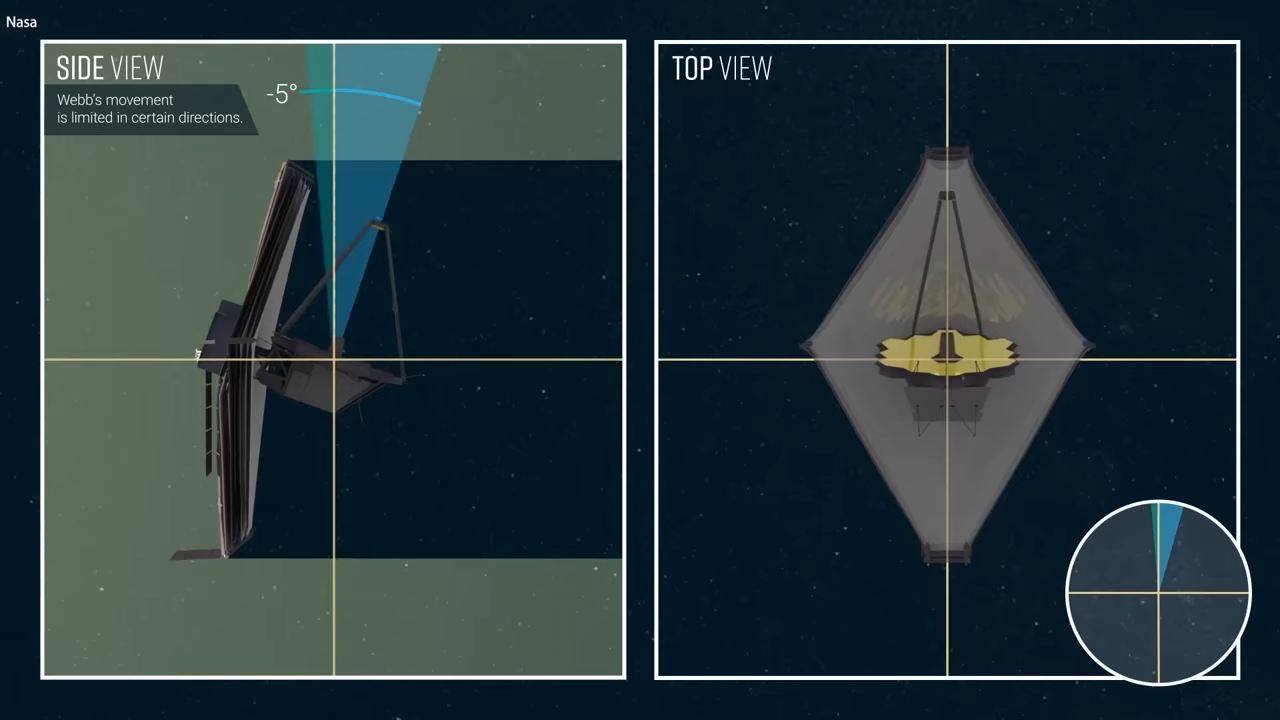 Nasa
SIDE VIEW
Webb's movement
is limited in certain directions.
-5°
TOP VIEW